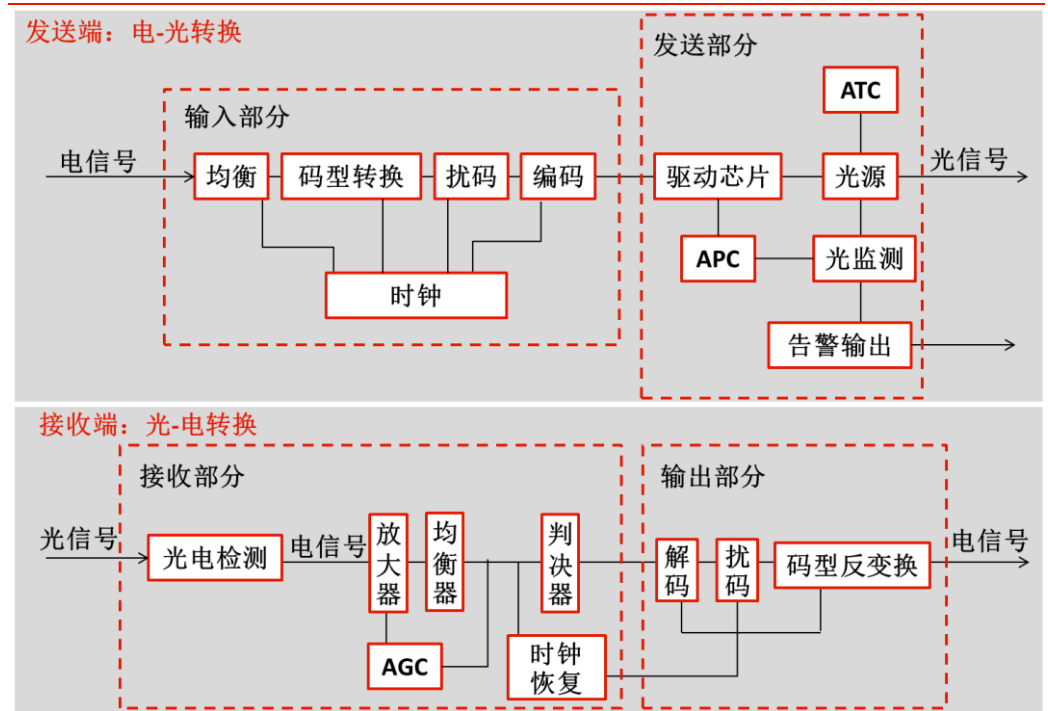 发送端：电-光转换
发送部分
ATC
输入部分
电信号
均衡
码型转换
扰码
编码
驱动芯片
光源
光信号
APC
光监测
时钟
告警输出
接收端：光-电转换
接收部分
输出部分
光信号
光电检测
电信号
放大器
均衡器
判决器
解码
扰码
码型反变换
电信号
AGC
时钟
恢复